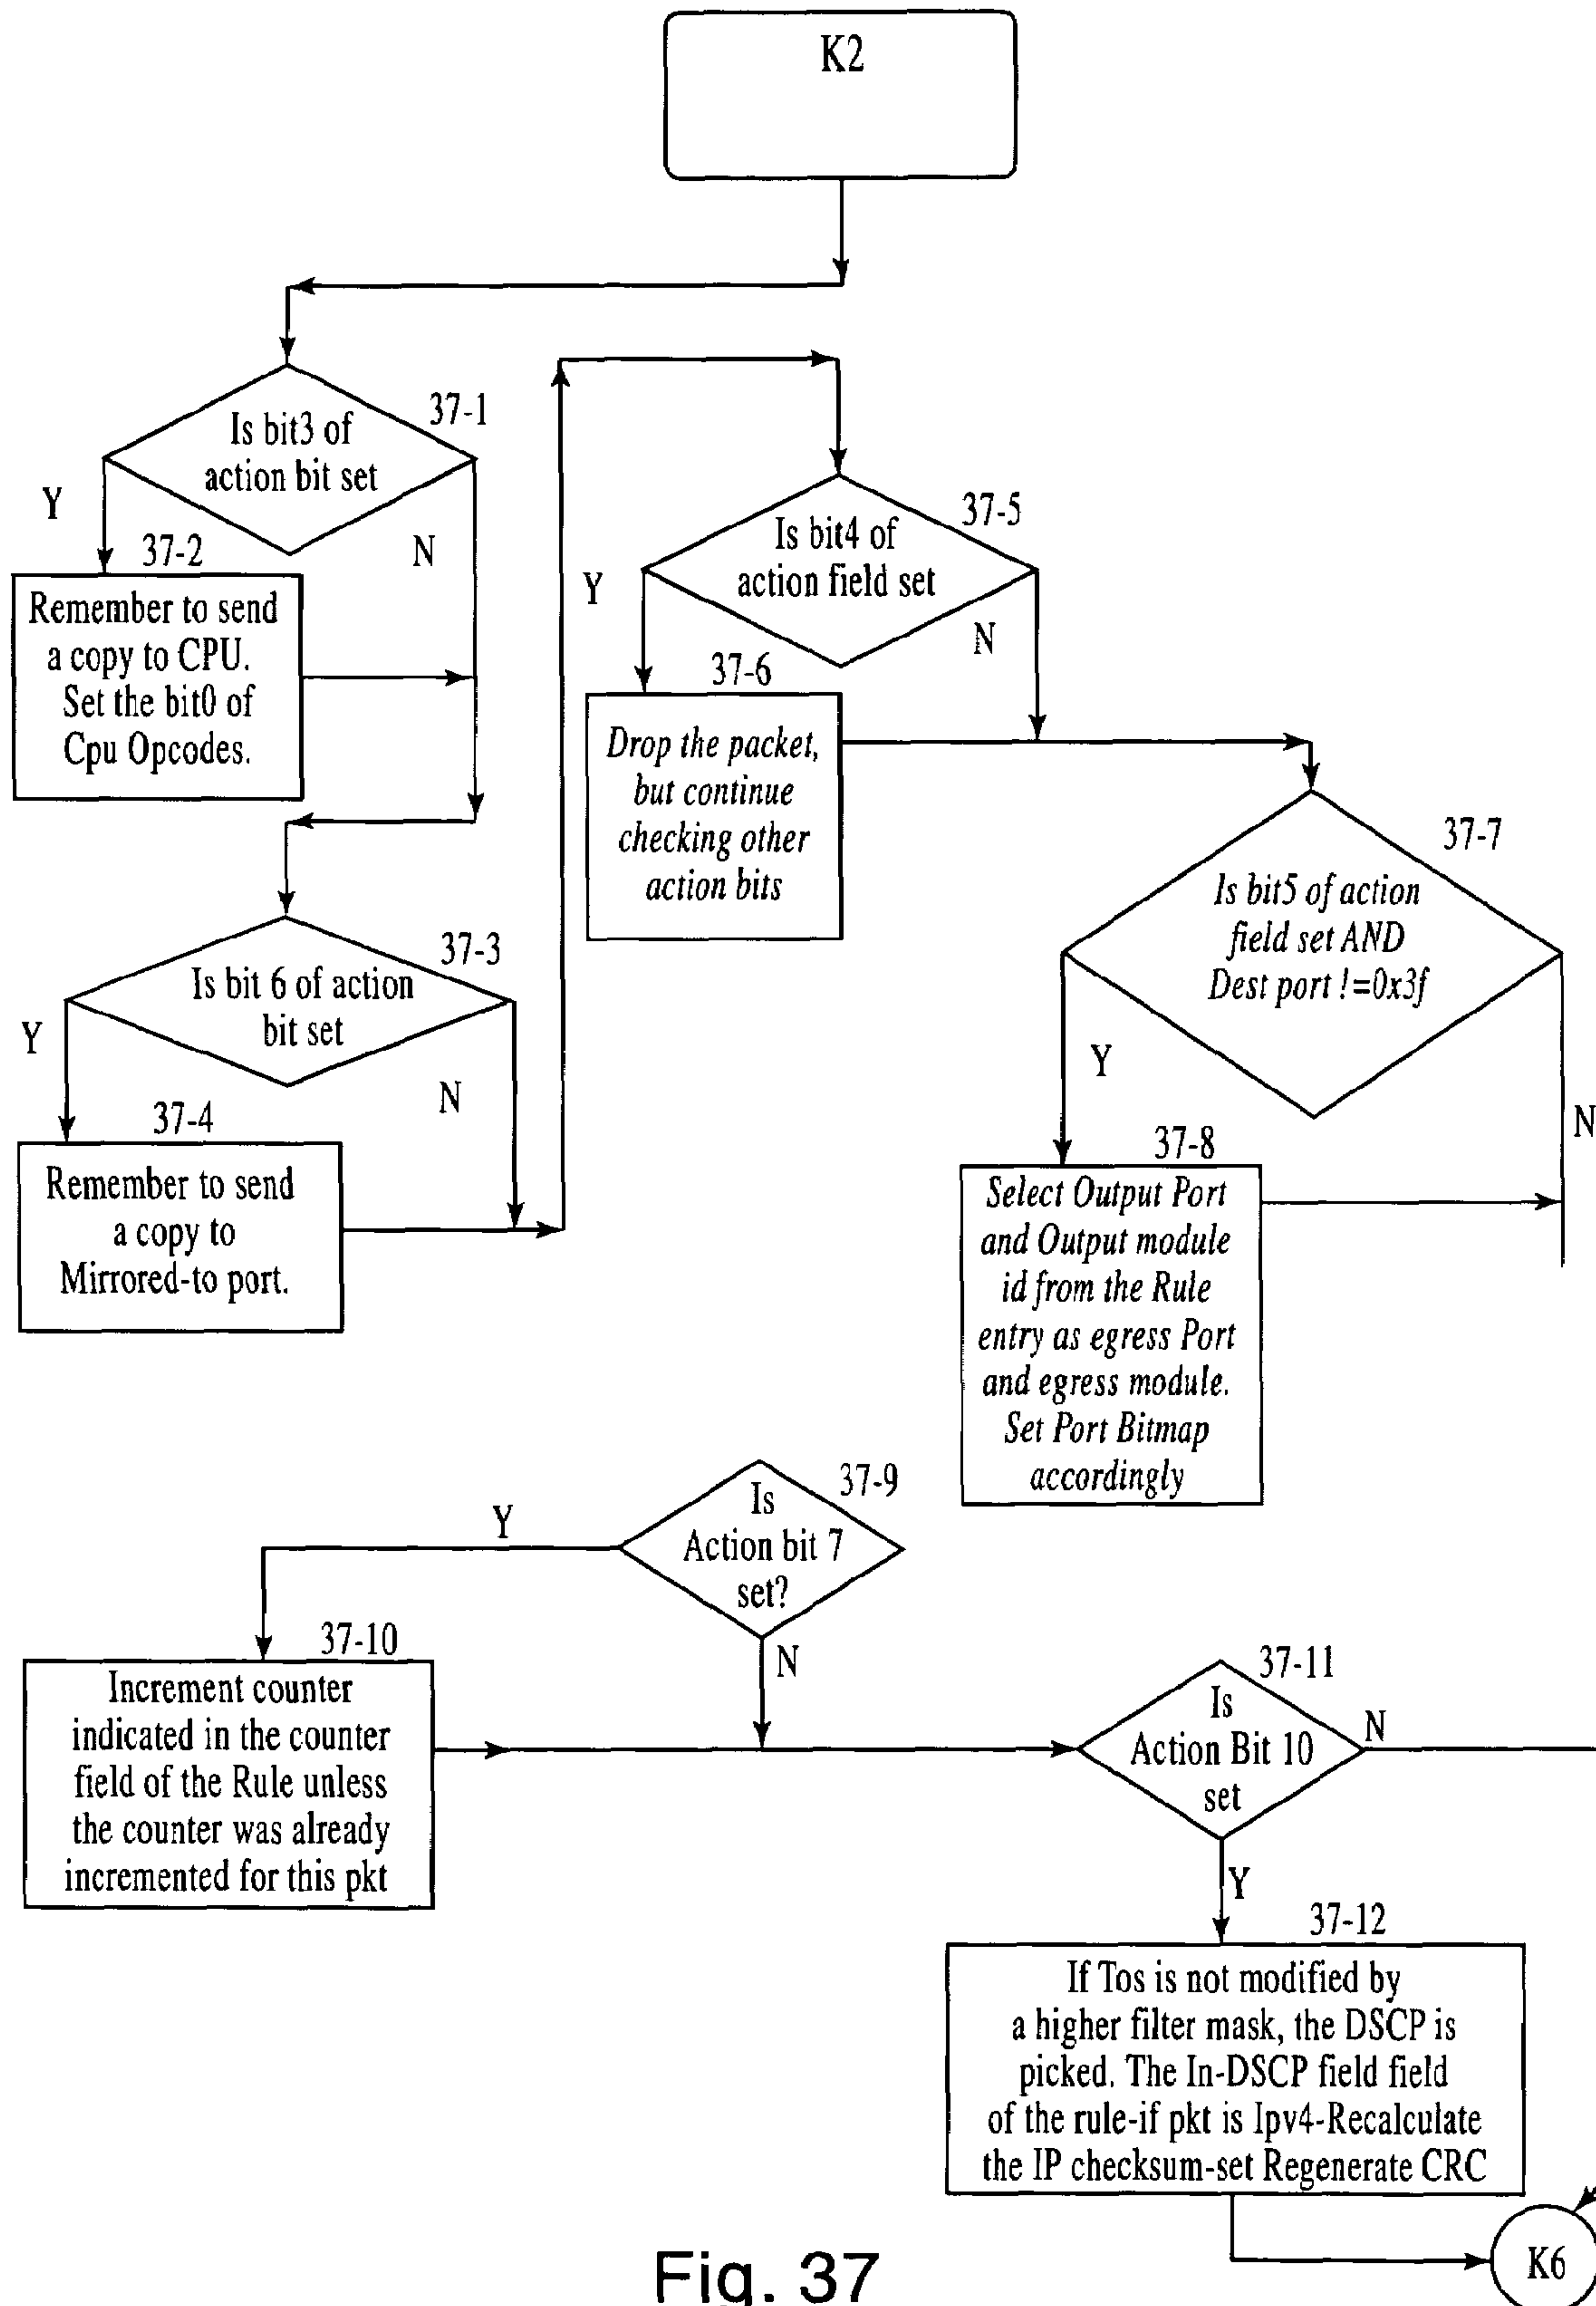 K2
37-1
Is bit3 of
action bit set
Y
N
37-2
Remember to send
a copy to CPU.
Set the bit0 of
Cpu Opcodes.
37-3
Is bit 6 of action
bit set
Y
N
37-4
Remember to send
a copy to
Mirrored-to port.
37-5
Is bit4 of
action field set
Y
N
37-6
Drop the packet,
but continue
checking other
action bits
37-7
Is bit5 of action
field set AND
Dest port !=0x3f
Y
N
37-8
Select Output Port
and Output module
id from the Rule
entry as egress Port
and egress module.
Set Port Bitmap
accordingly
37-9
Is
Action bit 7
set?
Y
N
37-10
Increment counter
indicated in the counter
field of the Rule unless
the counter was already
incremented for this pkt
37-11
Is
Action Bit 10
set
N
Y
37-12
If Tos is not modified by
a higher filter mask, the DSCP is
picked. The In-DSCP field field
of the rule-if pkt is Ipv4-Recalculate
the IP checksum-set Regenerate CRC
K6
Fig. 37